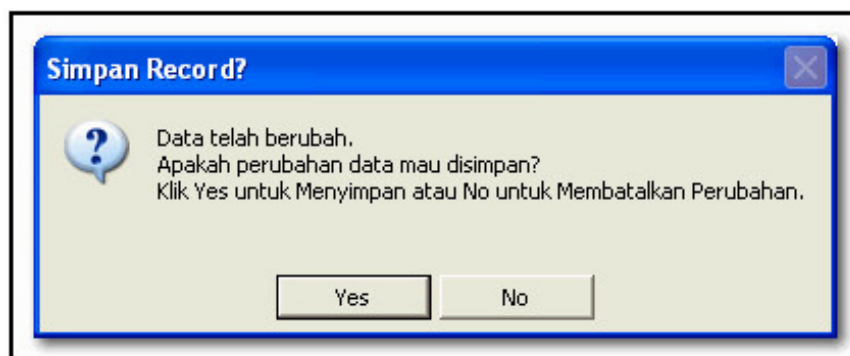 Simpan Record?
Data telah berubah.
Apakah perubahan data mau disimpan?
Klik Yes untuk Menyimpan atau No untuk Membatalkan Perubahan.
Yes
No